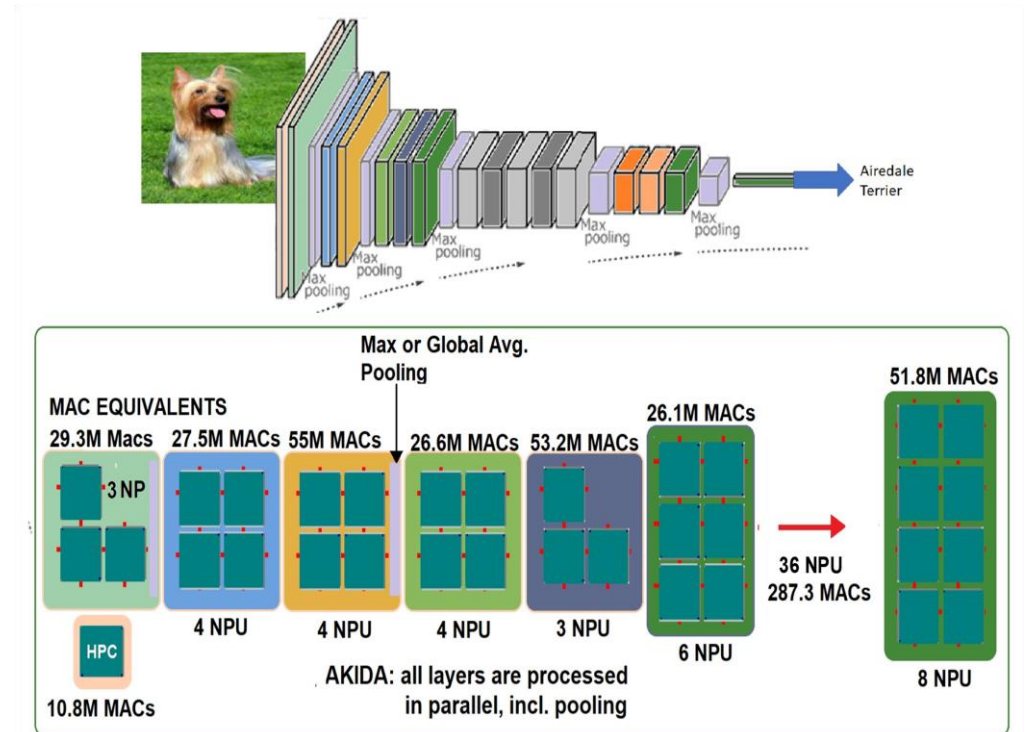 Airedale
Terrier
Max
pooling
Max
pooling
Max
pooling
Max
pooling
Max
pooling
Max or Global Avg.
Pooling
MAC EQUIVALENTS
29.3M Macs
27.5M MACs
55M MACs
26.6M MACs
53.2M MACs
26.1M MACs
51.8M MACs
3 NP
4 NPU
4 NPU
4 NPU
3 NPU
6 NPU
36 NPU
287.3 MACs
8 NPU
HPC
10.8M MACs
AKIDA: all layers are processed
in parallel, incl. pooling